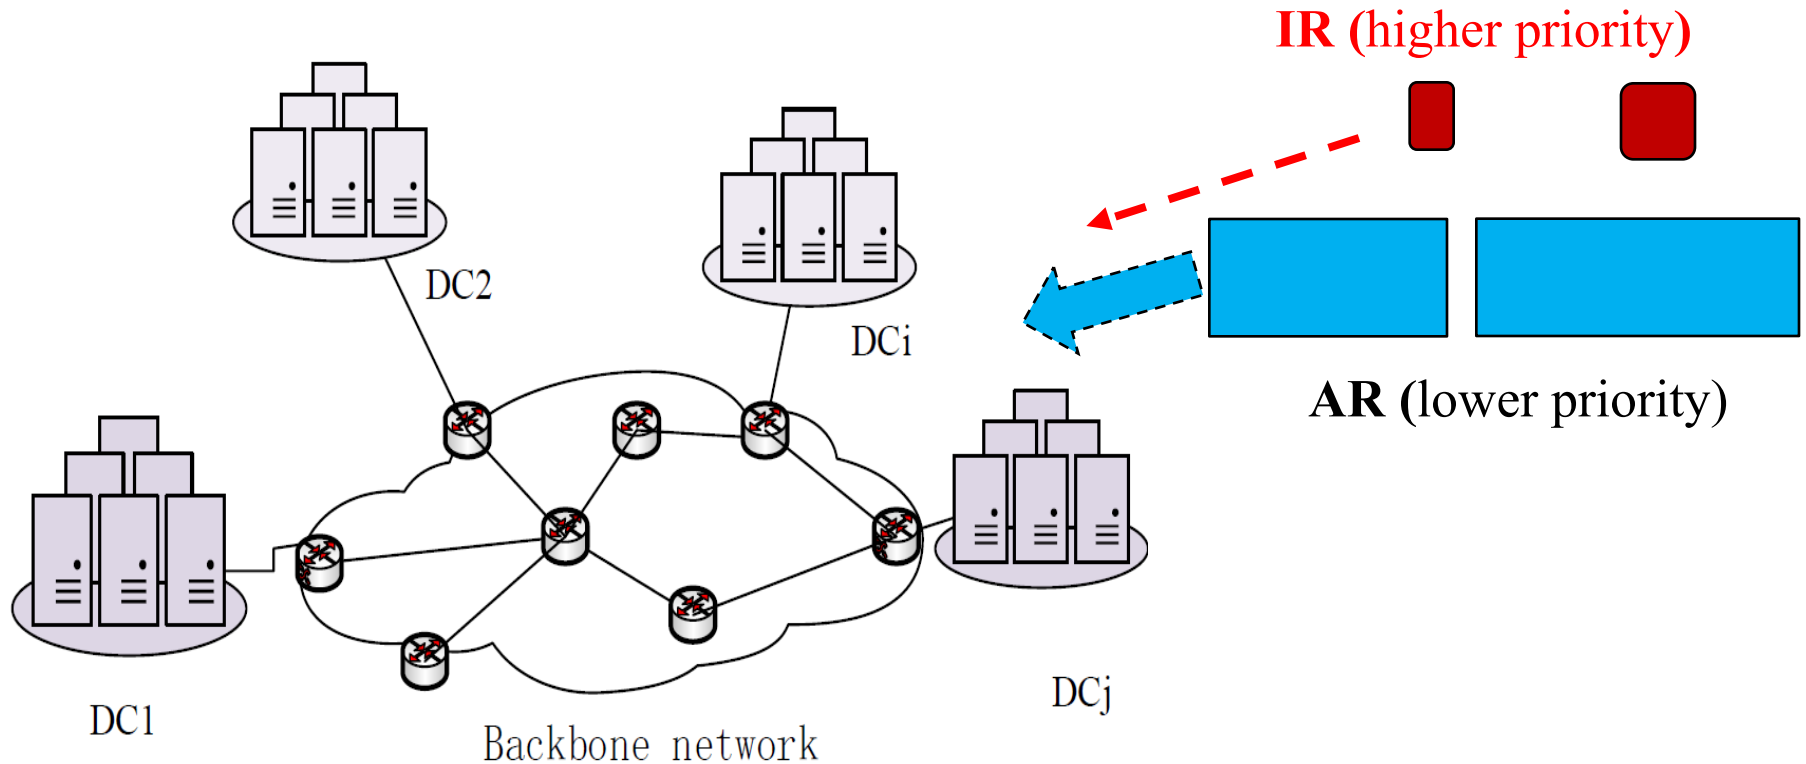 IR (higher priority)
DC2
DCi
AR (lower priority)
DCj
DC1
Backbone network